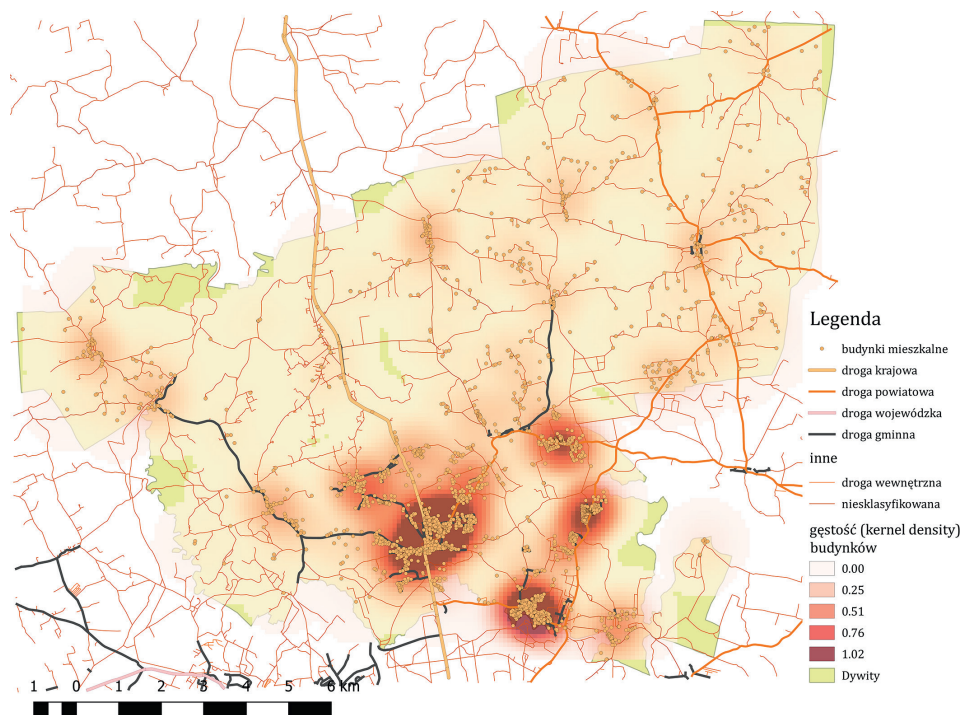 Legenda
budynki mieszkalne
droga krajowa
droga powiatowa
droga wojewódzka
droga gminna
inne
droga wewnętrzna
niesklasyfikowana
gęstość (kernel density)
budynków
0.00
0.25
0.51
0.76
1.02
Dywity
1 0 1 2 3 4 5 6 km